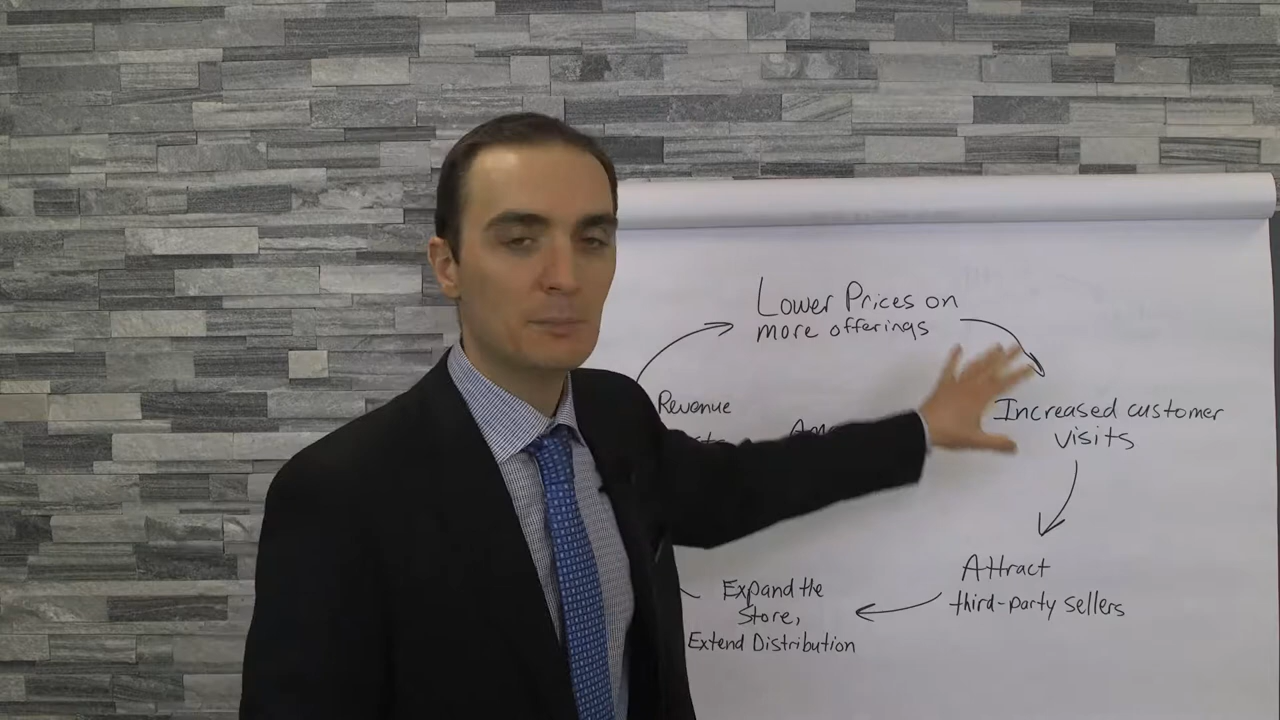 Lower Prices on
more offerings
Increased customer
visits
Attract
third-party sellers
Expand the
Store,
Extend Distribution
Revenue